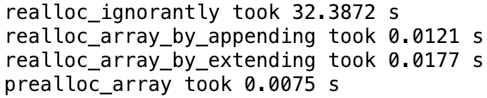 realloc_ignorantly took 32.3872 s
realloc_array_by_appending took 0.0121 s
realloc_array_by_extending took 0.0177 s
prealloc_array took 0.0075 s